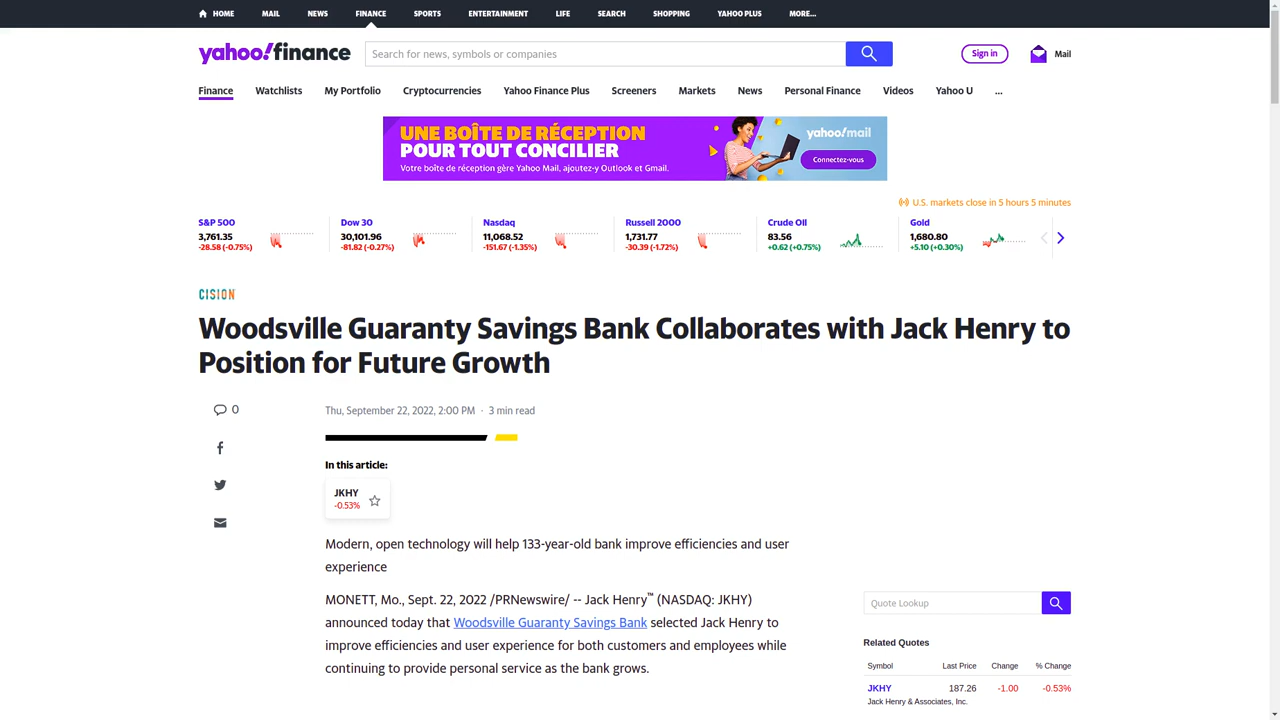 HOME MAIL NEWS FINANCE SPORTS ENTERTAINMENT LIFE SEARCH SHOPPING YAHOO PLUS MORE...
yahoo!finance
Search for news, symbols or companies
Sign in
Mail
Finance Watchlists My Portfolio Cryptocurrencies Yahoo Finance Plus Screeners Markets News Personal Finance Videos Yahoo U ...
UNE BOÎTE DE RÉCEPTION
POUR TOUT CONCILIER
Votre boîte de réception gère Yahoo Mail, ajoutez-y Outlook et Gmail.
yahoo!mail
Connectez-vous
U.S. markets close in 5 hours 5 minutes
S&P 500
3,761.35
-28.58 (-0.75%)
Dow 30
30,101.96
-81.82 (-0.27%)
Nasdaq
11,068.52
-151.67 (-1.35%)
Russell 2000
1,731.77
-30.39 (-1.72%)
Crude Oil
83.56
+0.62 (+0.75%)
Gold
1,680.80
+5.10 (+0.30%)
CISION
Woodsville Guaranty Savings Bank Collaborates with Jack Henry to
Position for Future Growth
0
Thu, September 22, 2022, 2:00 PM · 3 min read
In this article:
JKHY
-0.53%
Modern, open technology will help 133-year-old bank improve efficiencies and user
experience
MONETT, Mo., Sept. 22, 2022 /PRNewswire/ -- Jack Henry™ (NASDAQ: JKHY)
announced today that Woodsville Guaranty Savings Bank selected Jack Henry to
improve efficiencies and user experience for both customers and employees while
continuing to provide personal service as the bank grows.
Quote Lookup
Related Quotes
Symbol Last Price Change % Change
JKHY 187.26 -1.00 -0.53%
Jack Henry & Associates, Inc.